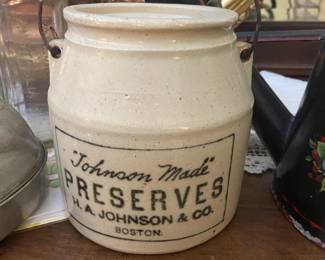 "Johnson Made"
PRESERVES
H. A. JOHNSON & CO.
BOSTON.